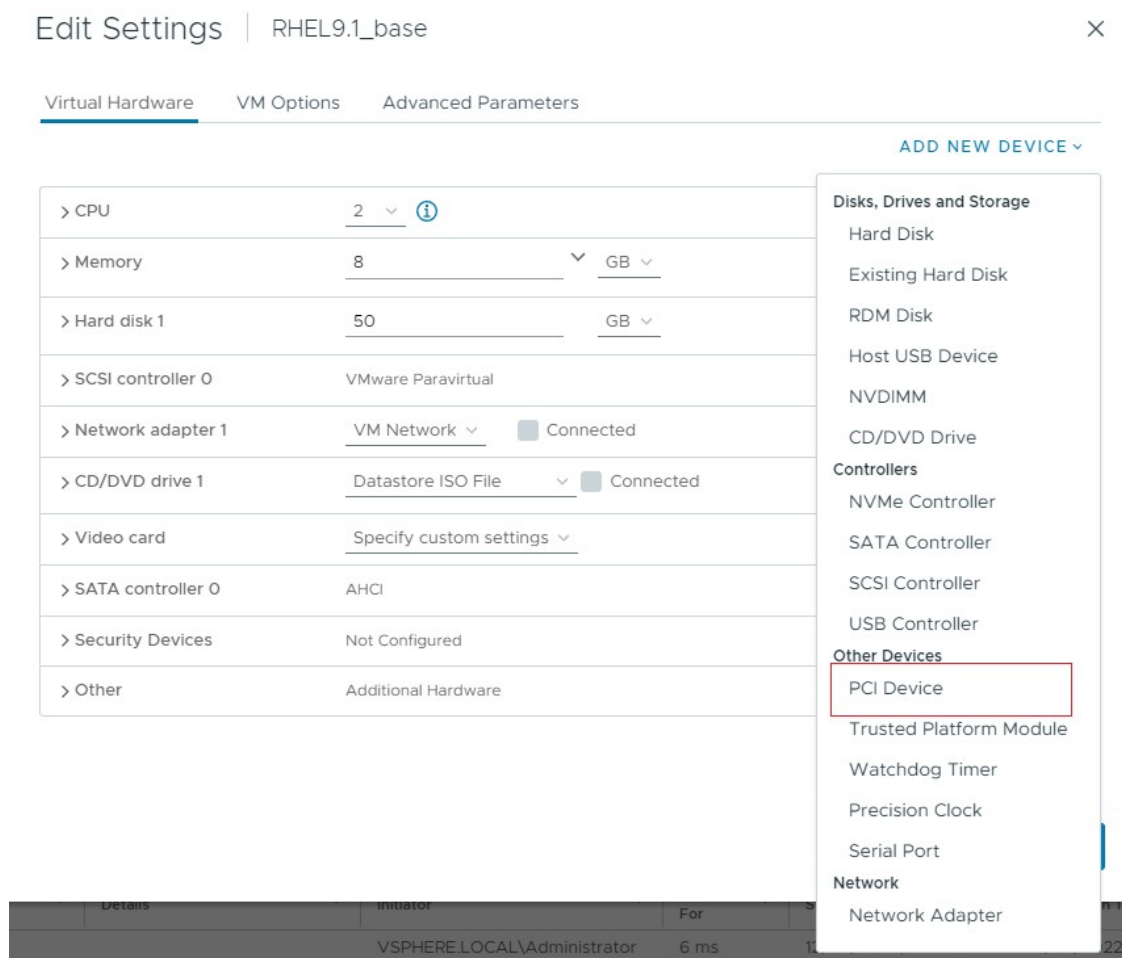 Edit Settings RHEL9.1_base
Virtual Hardware VM Options Advanced Parameters
ADD NEW DEVICE
CPU 2
Memory 8 GB
Hard disk 1 50 GB
SCSI controller 0 VMware Paravirtual
Network adapter 1 VM Network Connected
CD/DVD drive 1 Datastore ISO File Connected
Video card Specify custom settings
SATA controller 0 AHCI
Security Devices Not Configured
Other Additional Hardware
Disks, Drives and Storage
Hard Disk
Existing Hard Disk
RDM Disk
Host USB Device
NVDIMM
CD/DVD Drive
Controllers
NVMe Controller
SATA Controller
SCSI Controller
USB Controller
Other Devices
PCI Device
Trusted Platform Module
Watchdog Timer
Precision Clock
Serial Port
Network
Network Adapter
Details Initiator For
VSPHERE.LOCAL\Administrator 6 ms